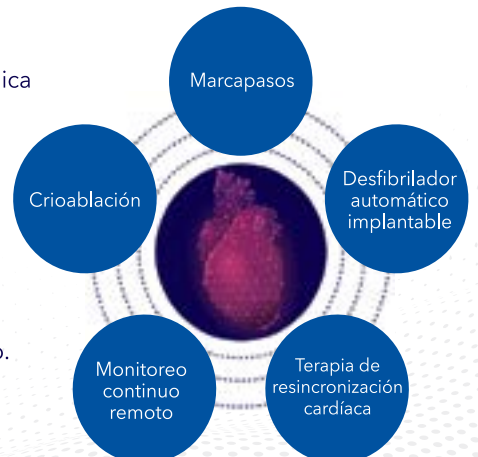 ica
o.
Marcapasos
Desfibrilador
automático
implantable
Terapia de
resincronización
cardíaca
Monitoreo
continuo
remoto
Crioablación